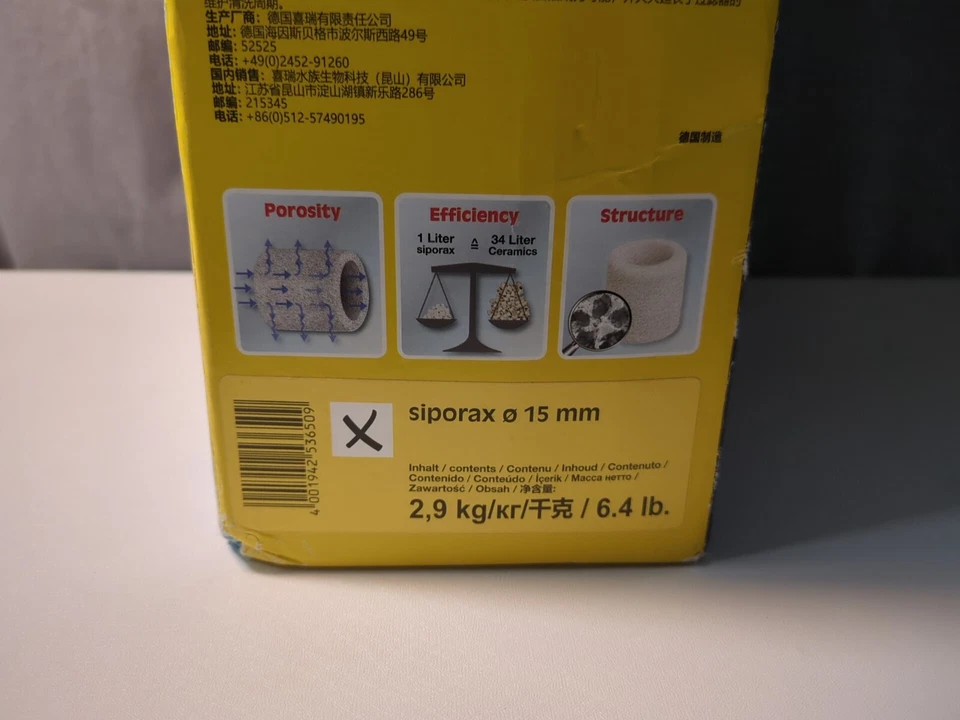 维护清洗周期。
生产厂商：德国喜瑞有限责任公司
地址：德国海因斯贝格市波尔斯西路49号
邮编：52525
电话：+49(0)2452-91260
国内销售：喜瑞水族生物科技（昆山）有限公司
地址：江苏省昆山市淀山湖镇新乐路286号
邮编：215345
电话：+86(0)512-57490195
德国制造
Porosity
Efficiency
1 Liter ≙ 34 Liter
siporax Ceramics
Structure
4 001942 536509
X
siporax ø 15 mm
Inhalt / contents / Contenu / Inhoud / Contenuto /
Contenido / Conteúdo / İçerik / Масса нетто /
Zawartość / Obsah / 净含量:
2,9 kg/кг/千克 / 6.4 lb.